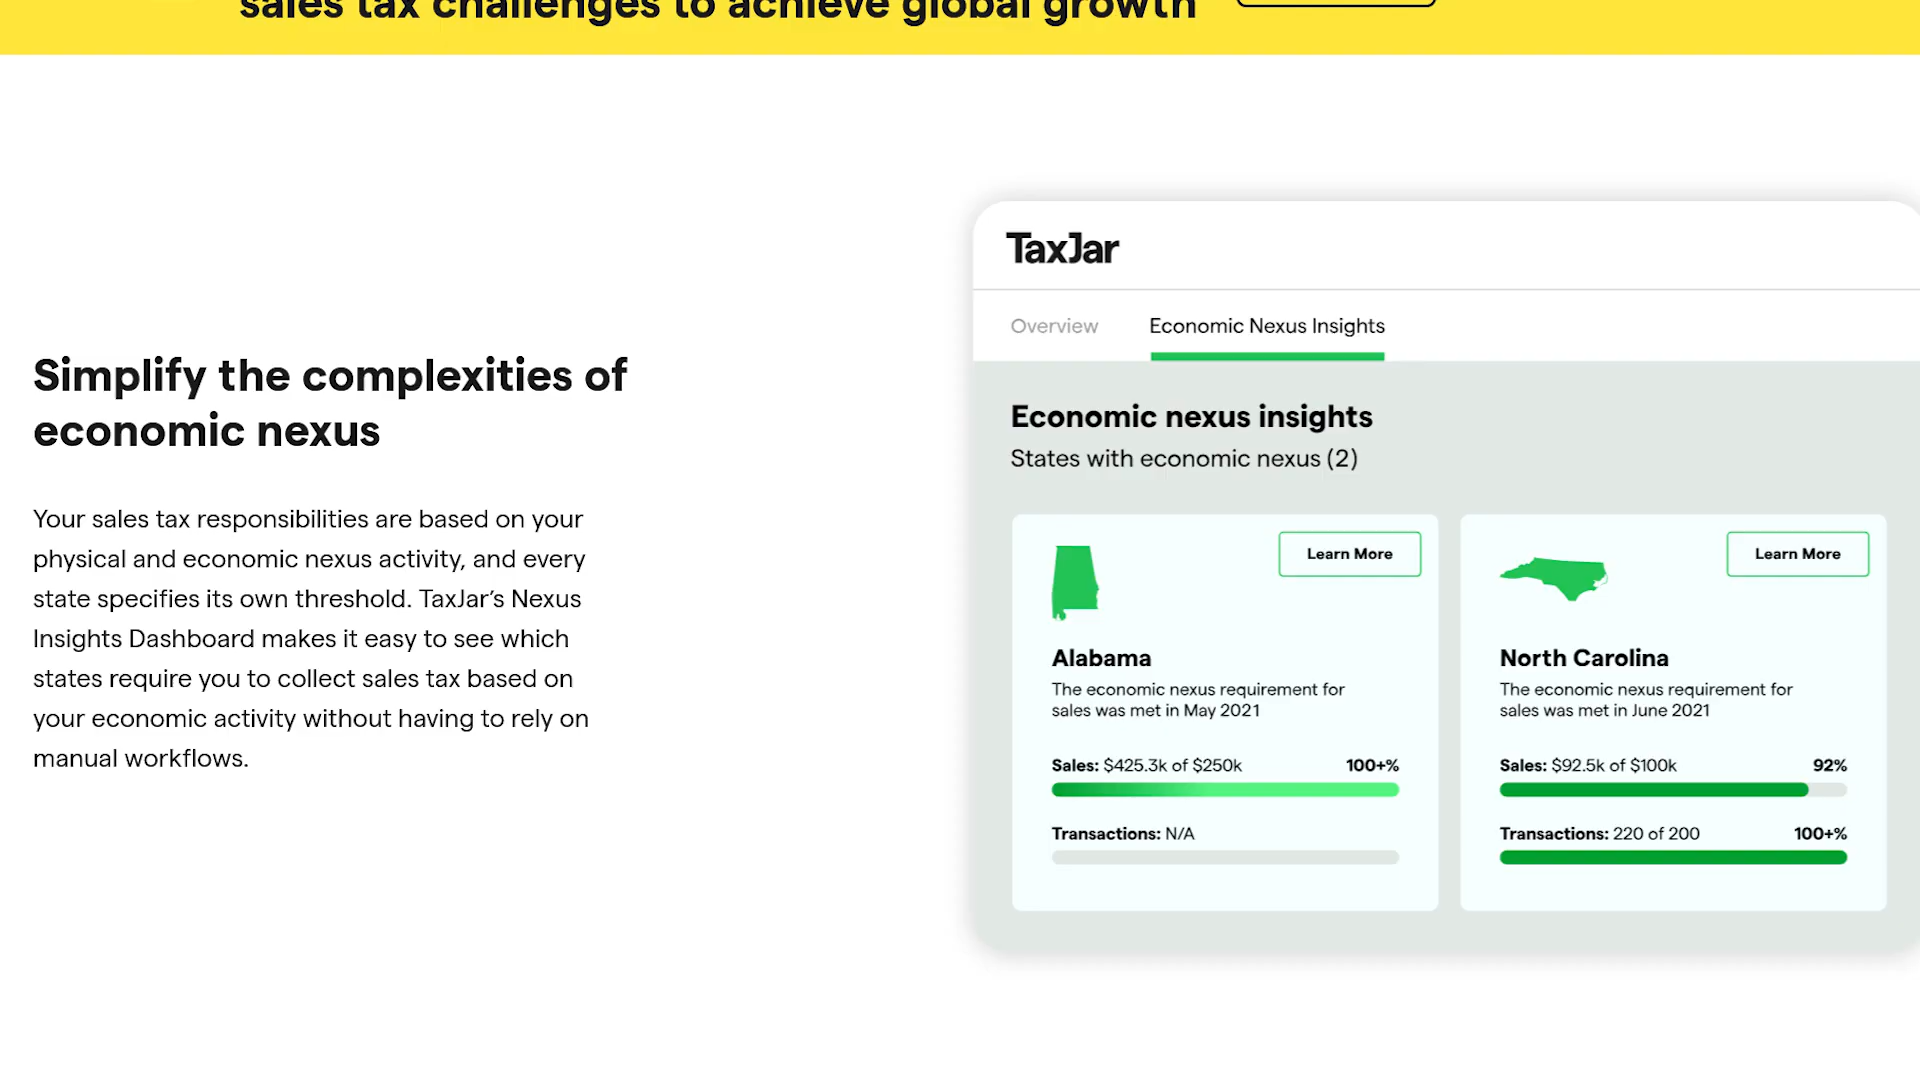 sales tax challenges to achieve global growth
Simplify the complexities of
economic nexus
Your sales tax responsibilities are based on your
physical and economic nexus activity, and every
state specifies its own threshold. TaxJar’s Nexus
Insights Dashboard makes it easy to see which
states require you to collect sales tax based on
your economic activity without having to rely on
manual workflows.
TaxJar
Overview
Economic Nexus Insights
Economic nexus insights
States with economic nexus (2)
Learn More
Alabama
The economic nexus requirement for
sales was met in May 2021
Sales: $425.3k of $250k 100+%
Transactions: N/A
Learn More
North Carolina
The economic nexus requirement for
sales was met in June 2021
Sales: $92.5k of $100k 92%
Transactions: 220 of 200 100+%